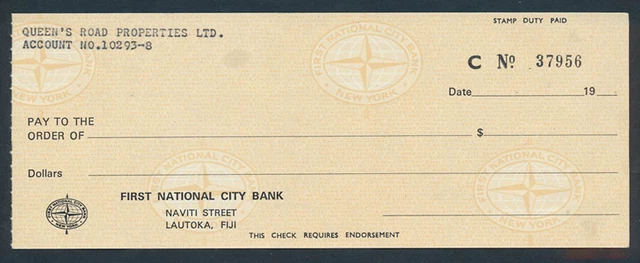 STAMP DUTY PAID
QUEEN'S ROAD PROPERTIES LTD.
ACCOUNT NO.10293-8
C No 37956
Date 19
PAY TO THE
ORDER OF $
Dollars
FIRST NATIONAL CITY BANK
NAVITI STREET
LAUTOKA, FIJI
THIS CHECK REQUIRES ENDORSEMENT
FIRST NATIONAL CITY BANK
NEW YORK